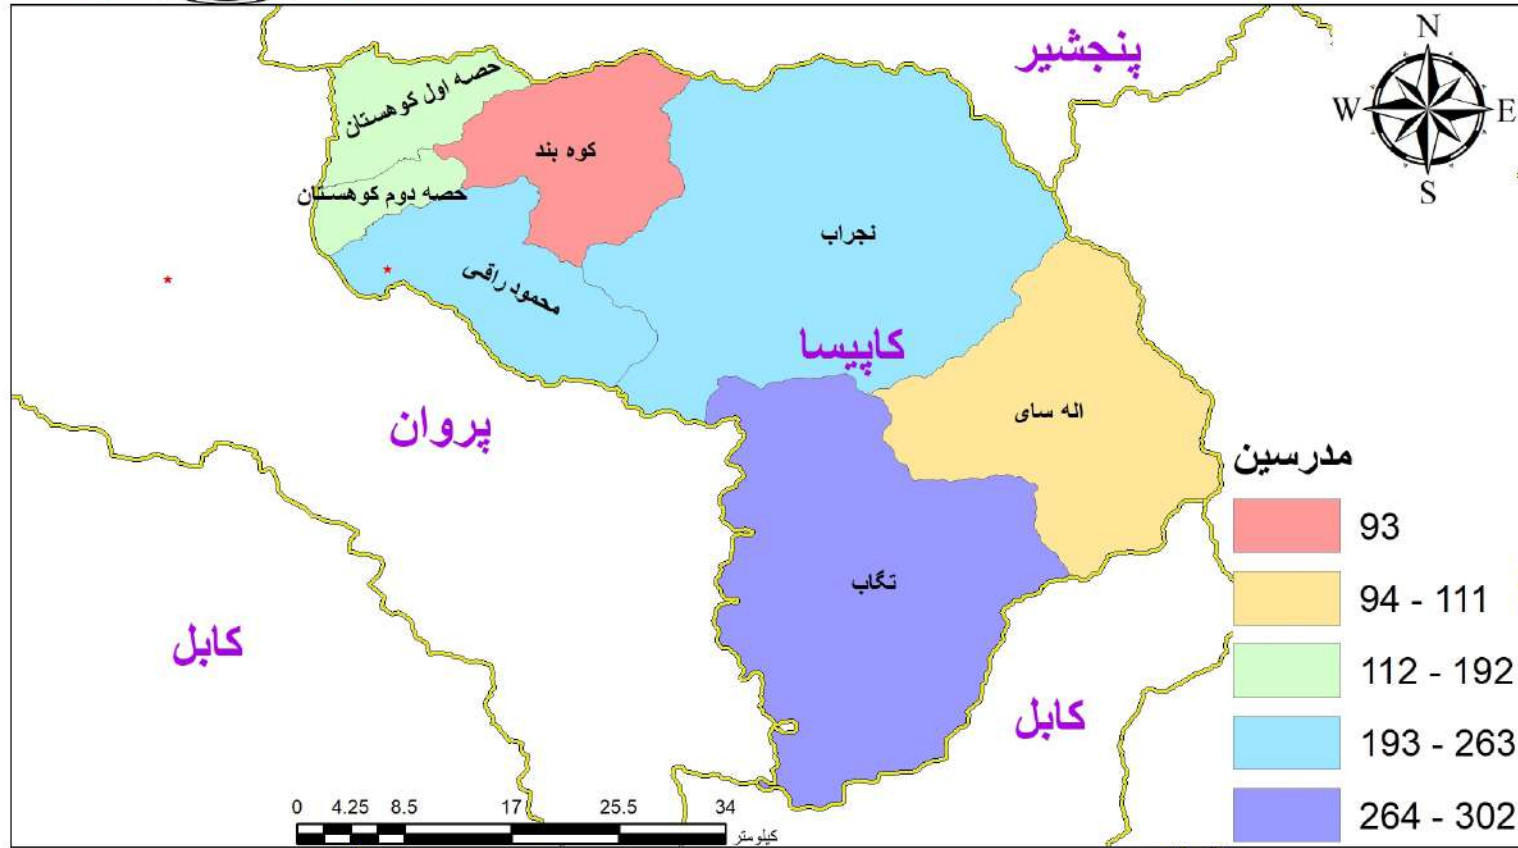 پنجشیر
N
W
E
S
حصه اول کوهستان
کوه بند
حصه دوم کوهستان
نجراب
محمود راقی
کاپیسا
پروان
اله سای
مدرسین
93
94 - 111
تگاب
کابل
112 - 192
کابل
193 - 263
264 - 302
0 4.25 8.5 17 25.5 34
کیلومتر